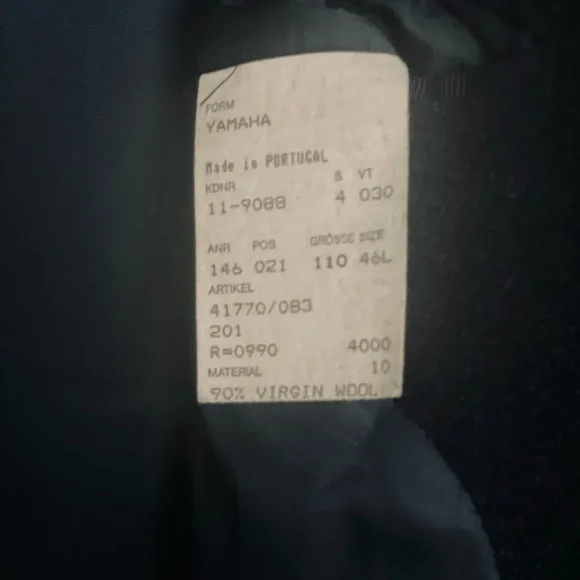 FORM
YAMAHA
Made in PORTUGAL
KDNR S VT
11-9088 4 030
ANR POS GRÖSSE SIZE
146 021 110 46L
ARTIKEL
41770/083
201
R=0990 4000
MATERIAL 10
90% VIRGIN WOOL